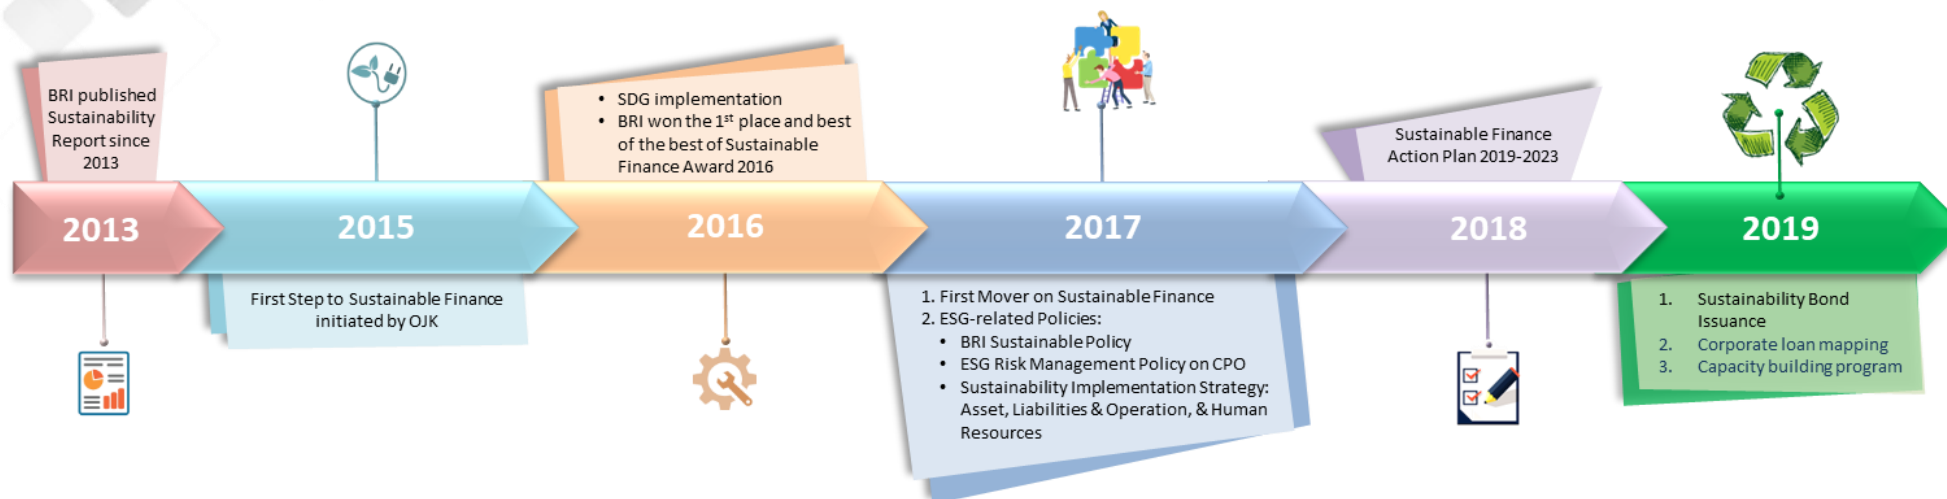 BRI published
Sustainability
Report since
2013
2013
2015
First Step to Sustainable Finance
initiated by OJK
• SDG implementation
• BRI won the 1st place and best
of the best of Sustainable
Finance Award 2016
2016
2017
1. First Mover on Sustainable Finance
2. ESG-related Policies:
• BRI Sustainable Policy
• ESG Risk Management Policy on CPO
• Sustainability Implementation Strategy:
Asset, Liabilities & Operation, & Human
Resources
Sustainable Finance
Action Plan 2019-2023
2018
2019
1. Sustainability Bond
Issuance
2. Corporate loan mapping
3. Capacity building program